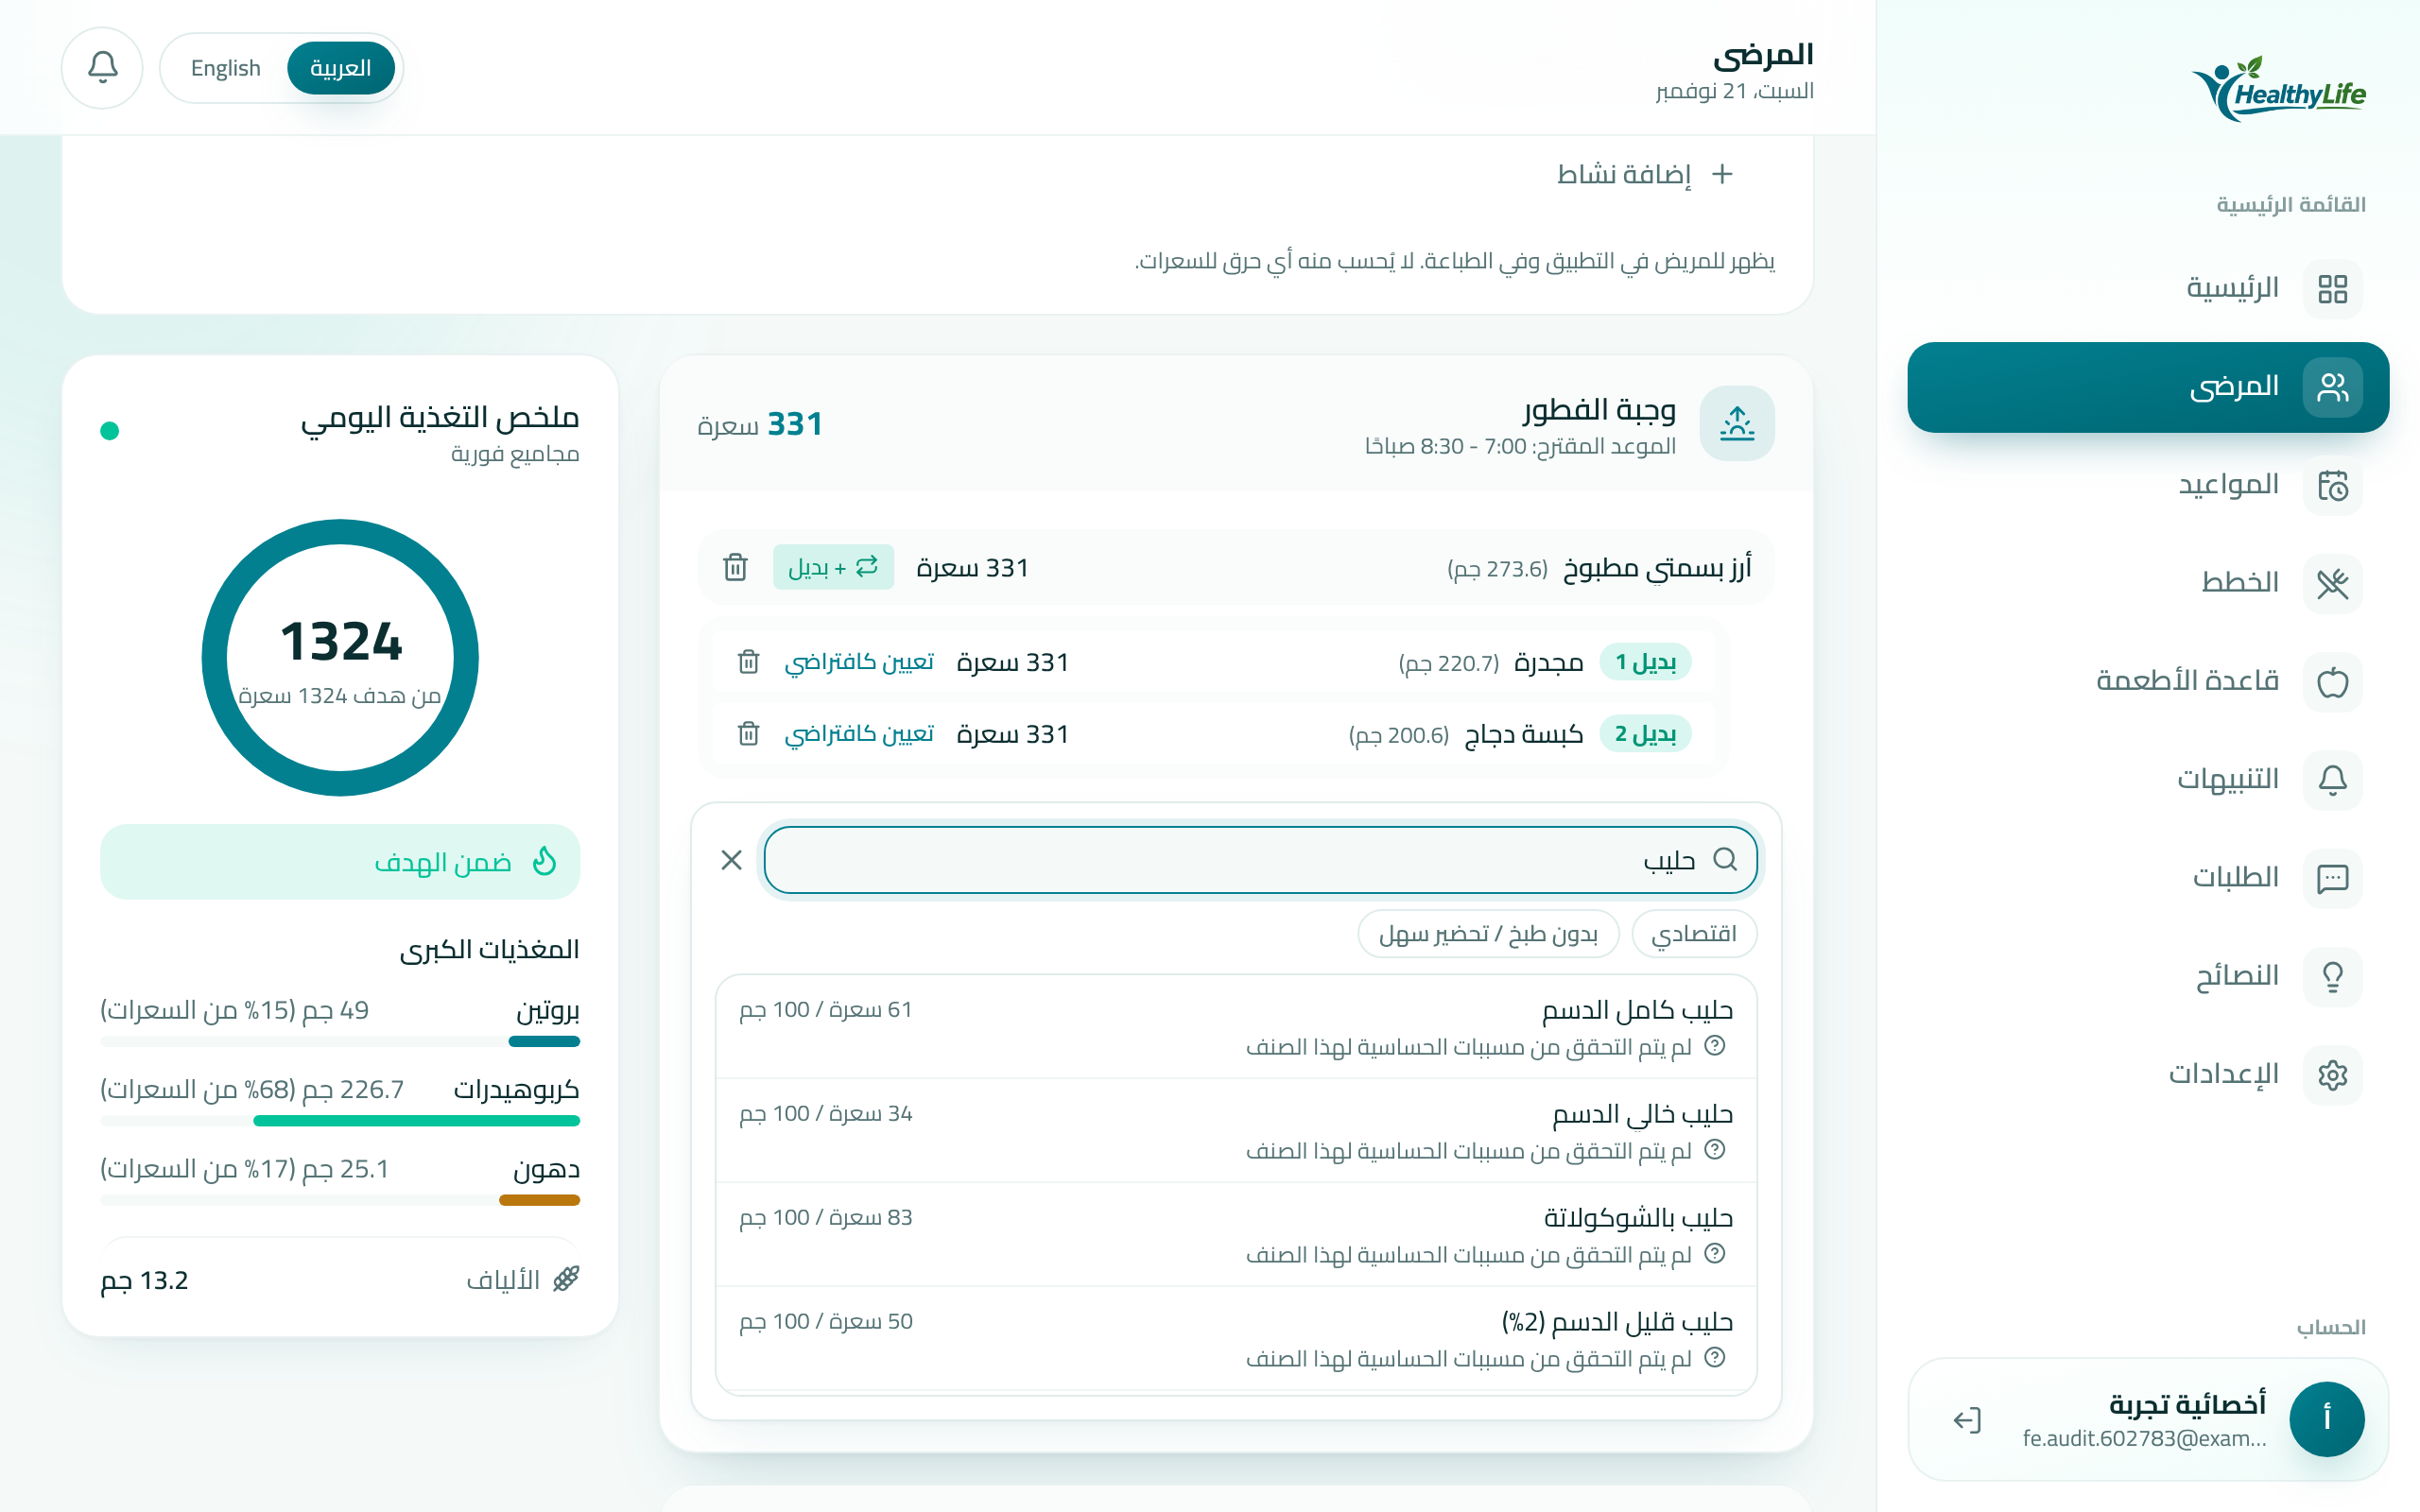 HealthyLife
القائمة الرئيسية
الرئيسية
المرضى
المواعيد
الخطط
قاعدة الأطعمة
التنبيهات
الطلبات
النصائح
الإعدادات
الحساب
أ
أخصائية تجربة
fe.audit.602783@exam...
المرضى
السبت، 21 نوفمبر
العربية
English
+ إضافة نشاط
يظهر للمريض في التطبيق وفي الطباعة. لا يُحسب منه أي حرق للسعرات.
وجبة الفطور
331 سعرة
الموعد المقترح: 7:00 - 8:30 صباحًا
أرز بسمتي مطبوخ (273.6 جم) 331 سعرة + بديل
بديل 1 مجدرة (220.7 جم) 331 سعرة تعيين كافتراضي
بديل 2 كبسة دجاج (200.6 جم) 331 سعرة تعيين كافتراضي
حليب
اقتصادي
بدون طبخ / تحضير سهل
حليب كامل الدسم 61 سعرة / 100 جم
لم يتم التحقق من مسببات الحساسية لهذا الصنف
حليب خالي الدسم 34 سعرة / 100 جم
لم يتم التحقق من مسببات الحساسية لهذا الصنف
حليب بالشوكولاتة 83 سعرة / 100 جم
لم يتم التحقق من مسببات الحساسية لهذا الصنف
حليب قليل الدسم (2%) 50 سعرة / 100 جم
لم يتم التحقق من مسببات الحساسية لهذا الصنف
ملخص التغذية اليومي
مجاميع فورية
1324
من هدف 1324 سعرة
ضمن الهدف
المغذيات الكبرى
بروتين 49 جم (15% من السعرات)
كربوهيدرات 226.7 جم (68% من السعرات)
دهون 25.1 جم (17% من السعرات)
الألياف 13.2 جم